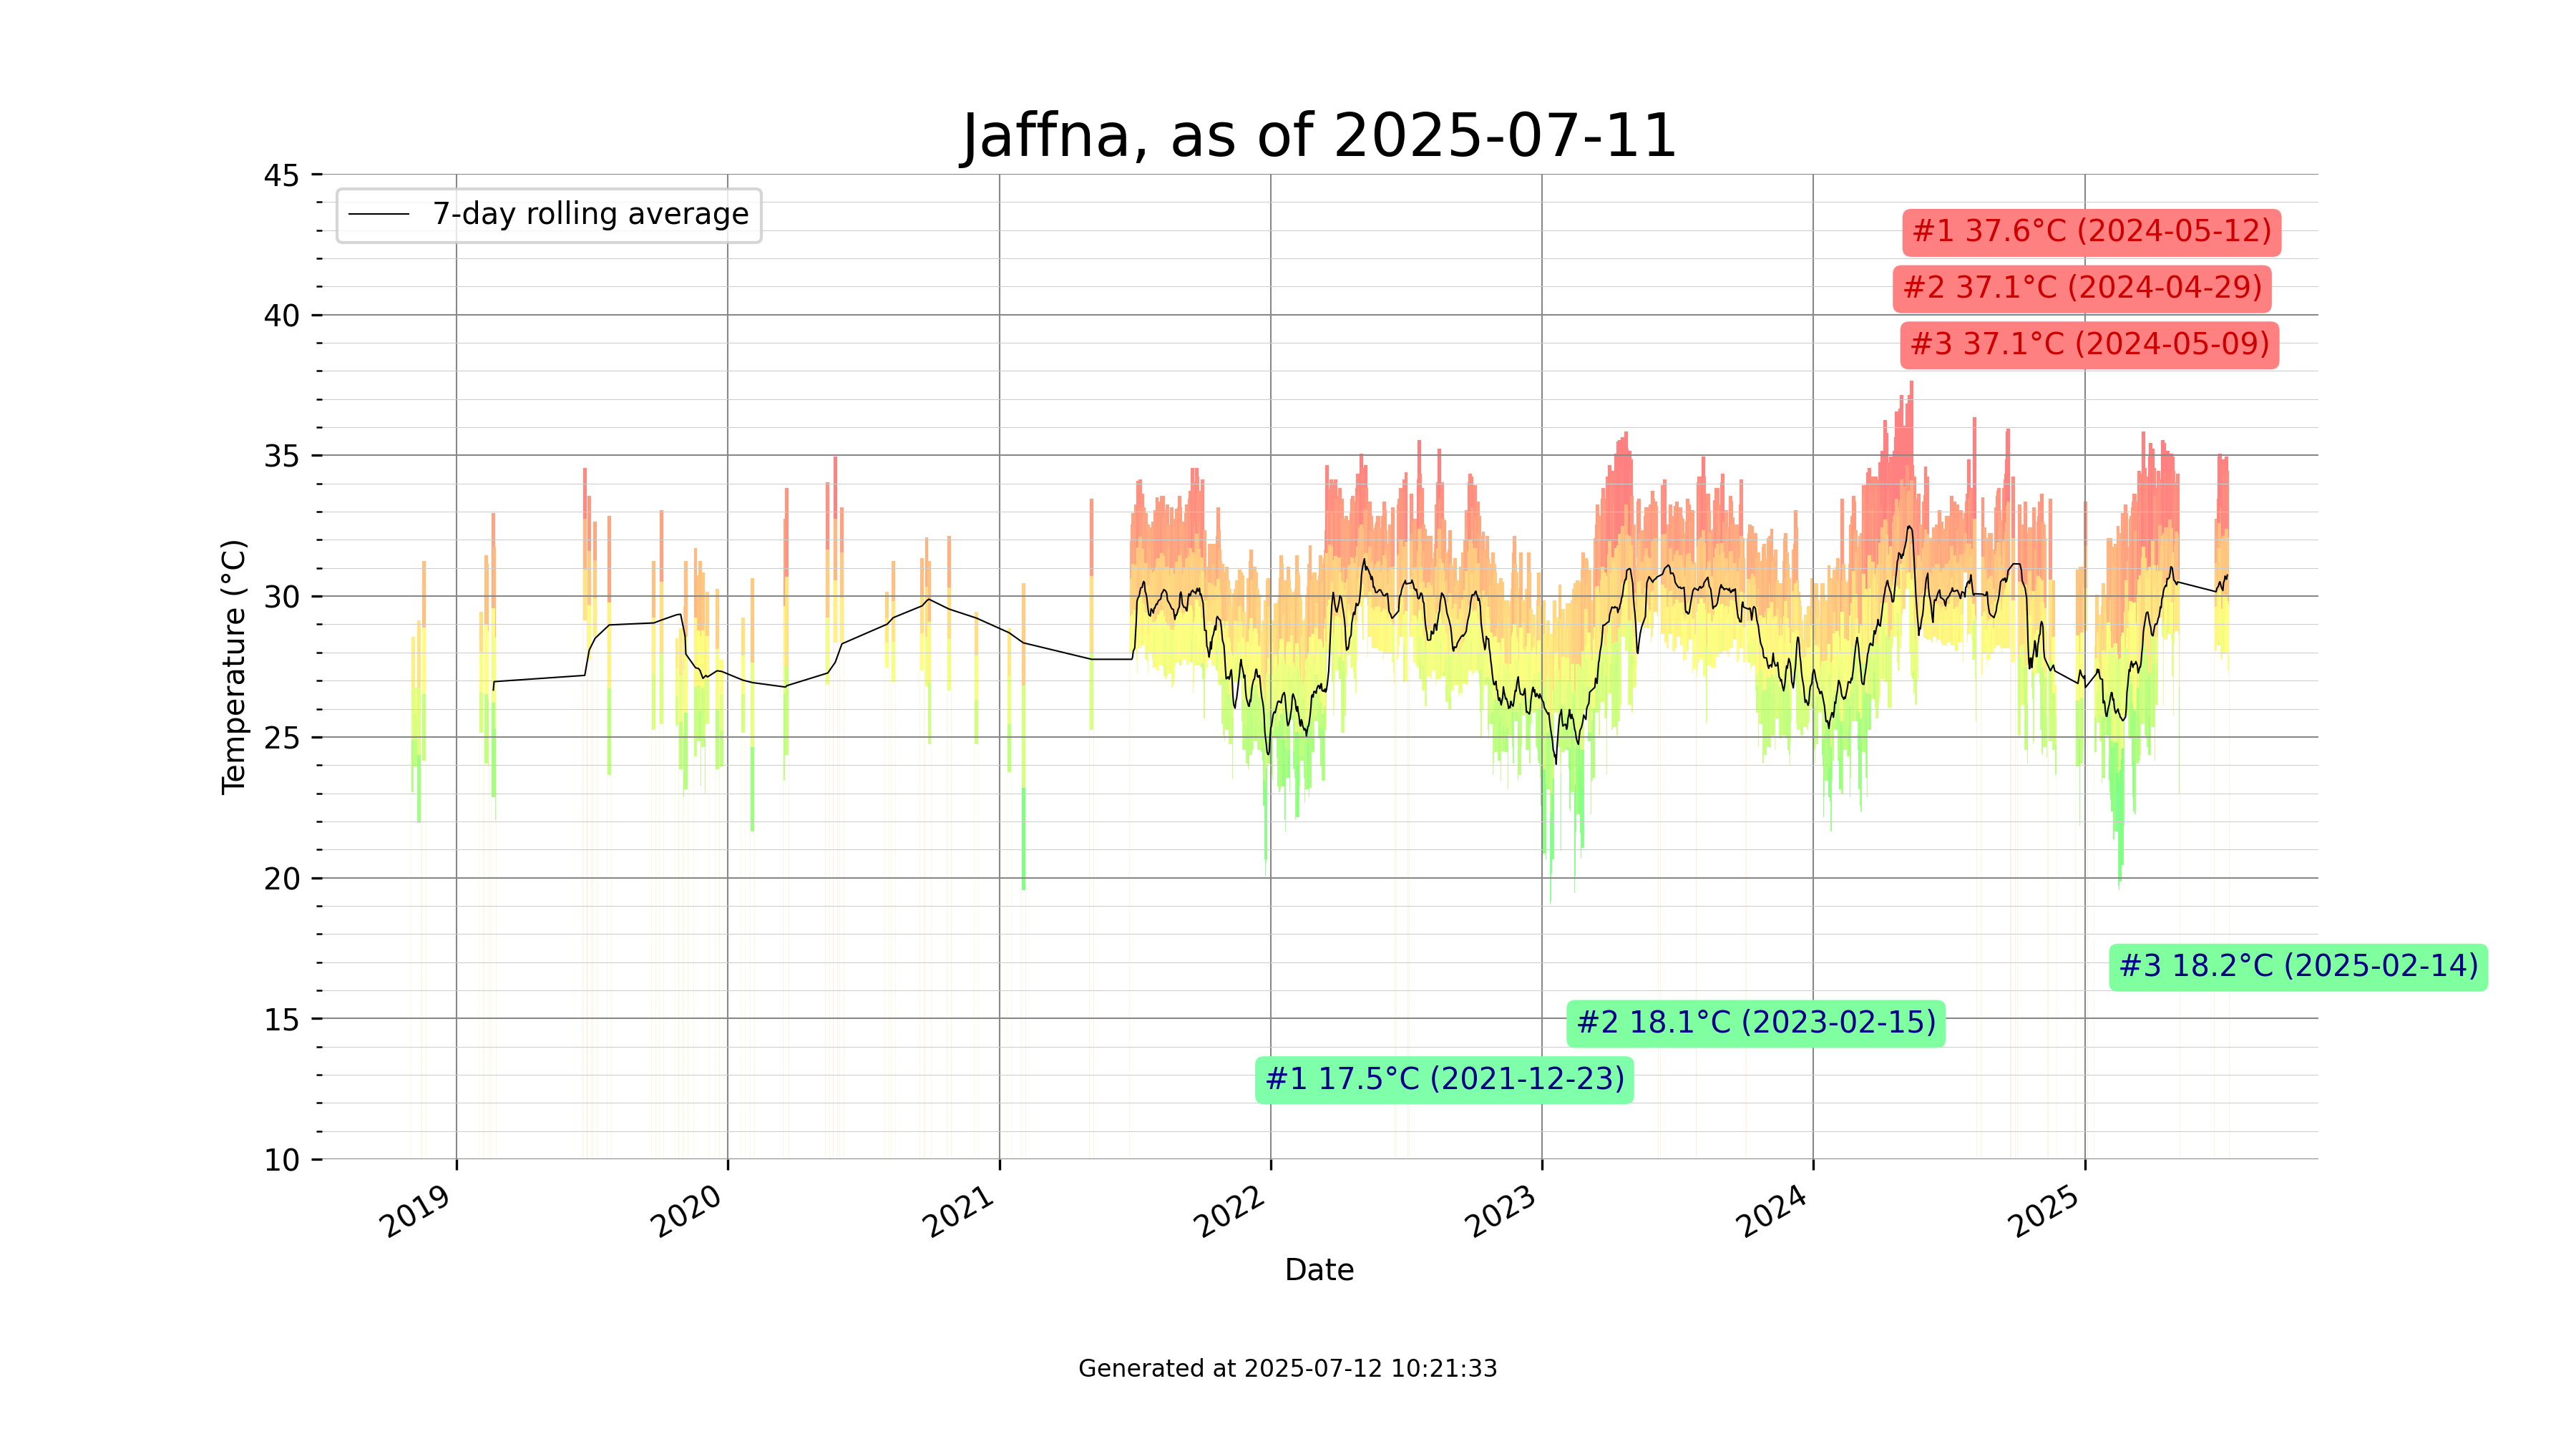 Jaffna, as of 2025-07-11
45
7-day rolling average
#1 37.6°C (2024-05-12)
#2 37.1°C (2024-04-29)
40
#3 37.1°C (2024-05-09)
35
30
Temperature (°C)
25
20
#3 18.2°C (2025-02-14)
15
#2 18.1°C (2023-02-15)
#1 17.5°C (2021-12-23)
10
2019 2020 2021 2022 2023 2024 2025
Date
Generated at 2025-07-12 10:21:33